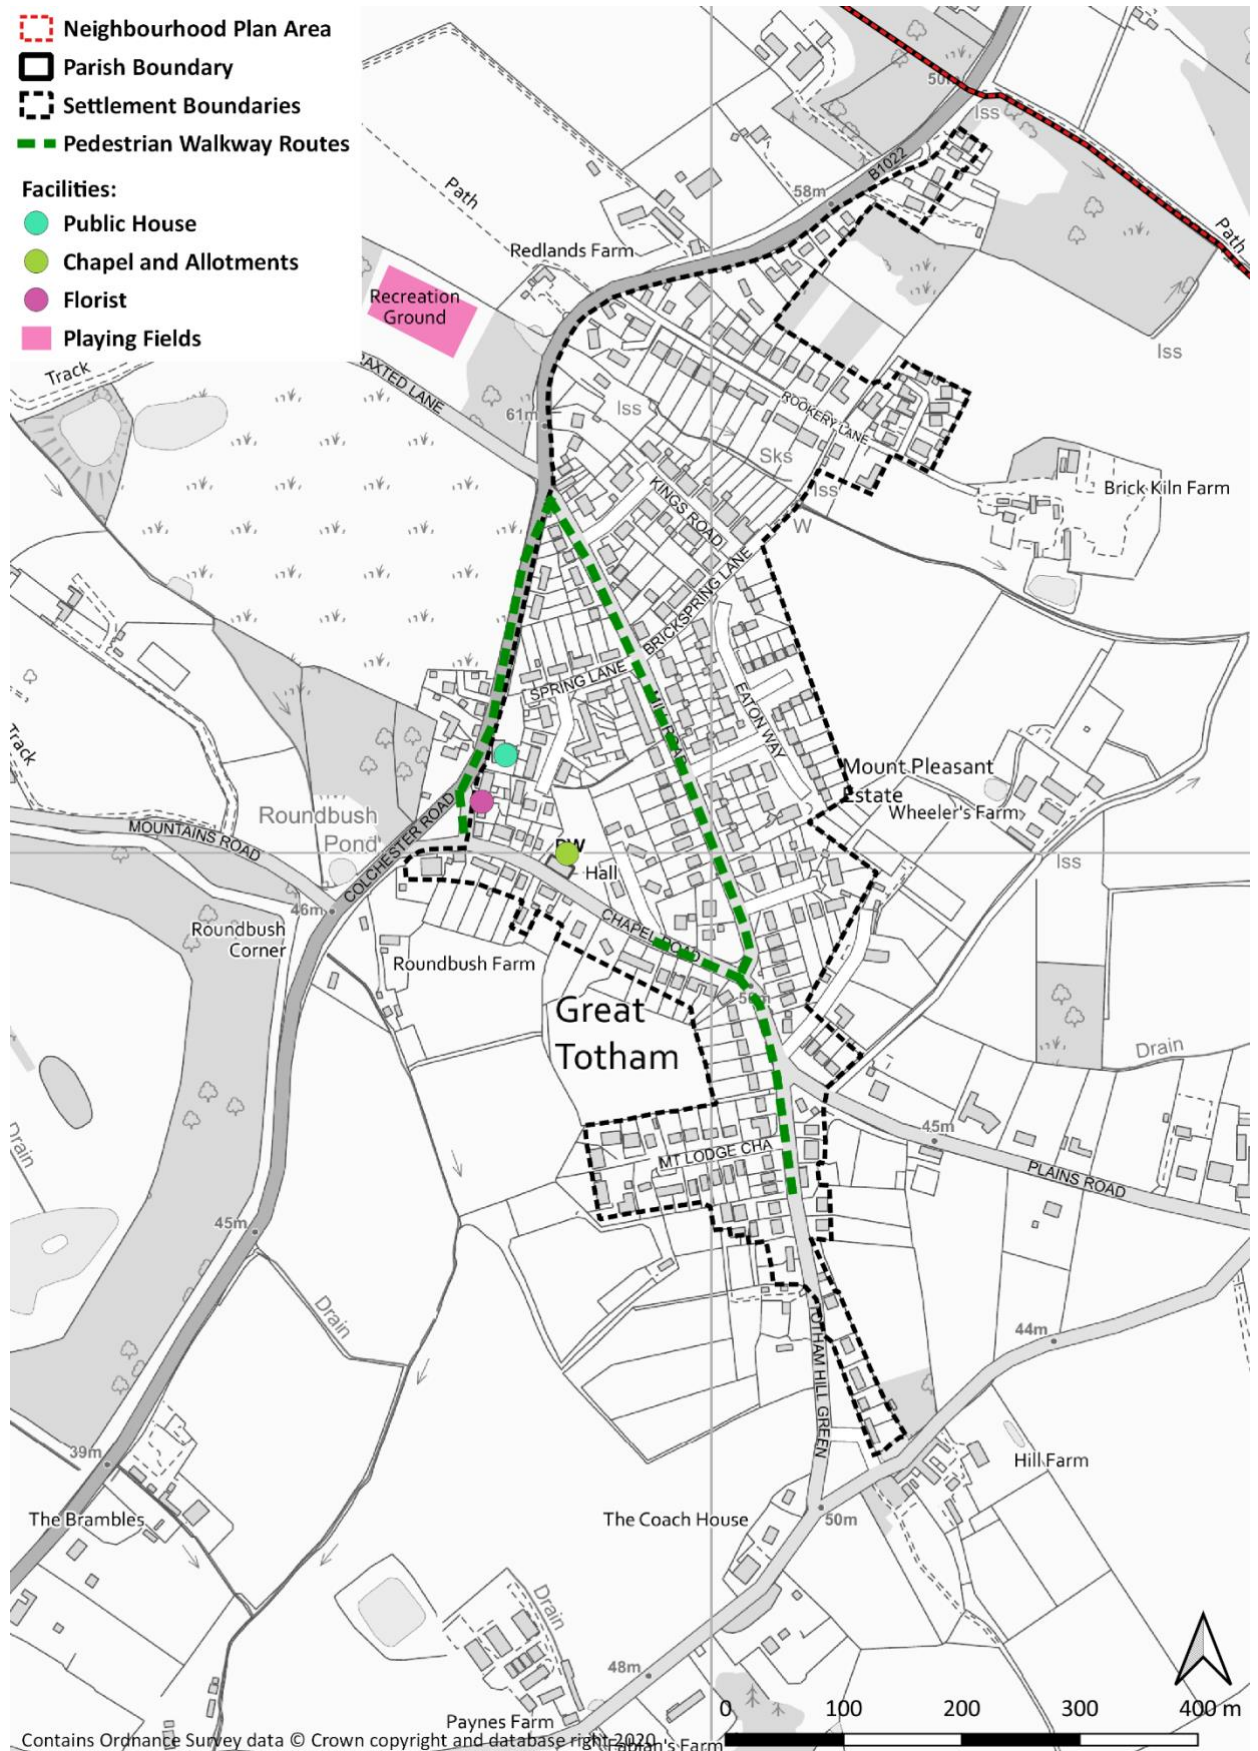 Neighbourhood Plan Area
Parish Boundary
Settlement Boundaries
Pedestrian Walkway Routes
Facilities:
Public House
Chapel and Allotments
Florist
Playing Fields
50m
Iss
B1022
58m
Path
Path
Redlands Farm
Recreation
Ground
Iss
Track
AXTED LANE
61m
Iss
ROOKERY LANE
Sks
KINGS ROAD
Iss
W
Brick Kiln Farm
BRICKSPRING LANE
SPRING LANE
EATON WAY
Track
Mount Pleasant
Estate
Wheeler's Farm
Roundbush
Pond
MOUNTAINS ROAD
COLCHESTER ROAD
PW
Hall
Iss
46m
Roundbush
Corner
CHAPEL ROAD
Roundbush Farm
Great
Totham
Drain
Drain
45m
MT LODGE CHA
PLAINS ROAD
45m
Drain
TOTHAM HILL GREEN
44m
39m
Hill Farm
The Brambles
The Coach House
50m
Drain
48m
Paynes Farm
0 100 200 300 400 m
Contains Ordnance Survey data © Crown copyright and database right 2020
Fabian's Farm